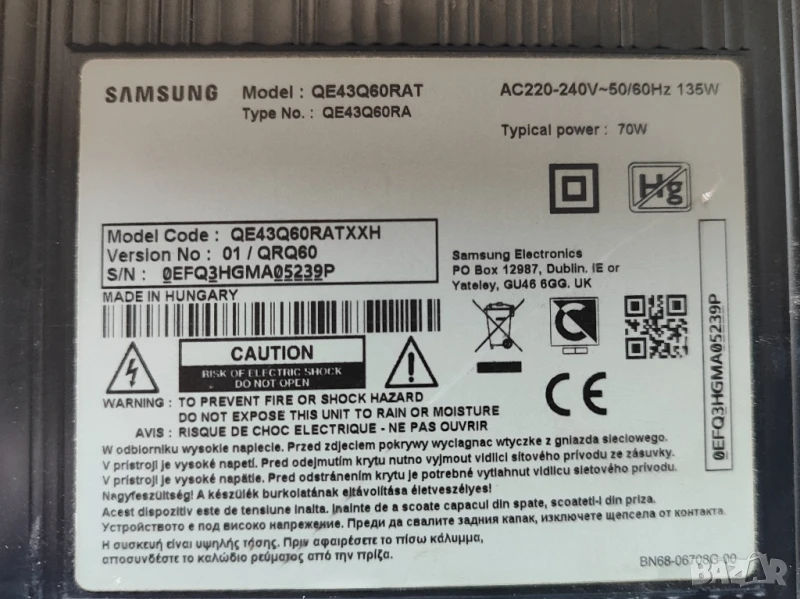 SAMSUNG Model : QE43Q60RAT AC220-240V~50/60Hz 135W
Type No. : QE43Q60RA
Typical power : 70W
Hg
Model Code : QE43Q60RATXXH
Version No : 01 / QRQ60
S/N : 0EFQ3HGMA05239P
MADE IN HUNGARY
Samsung Electronics
PO Box 12987, Dublin. IE or
Yateley, GU46 6GG. UK
CAUTION
RISK OF ELECTRIC SHOCK
DO NOT OPEN
CE
0EFQ3HGMA05239P
WARNING : TO PREVENT FIRE OR SHOCK HAZARD
DO NOT EXPOSE THIS UNIT TO RAIN OR MOISTURE
AVIS : RISQUE DE CHOC ELECTRIQUE - NE PAS OUVRIR
W odbiorniku wysokie napiecie. Przed zdjeciem pokrywy wyciagnac wtyczke z gniazda sieciowego.
V prístroji je vysoké napetí. Pred odejmutím krytu nutno vyjmout vidlici sítového prívodu ze zásuvky.
V prístroji je vysoké napätie. Pred odstránením krytu je potrebné vytiahnut vidlicu sietového prívodu.
Nagyfeszültség! A készülék burkolatának eltávolítása életveszélyes!
Acest dispozitiv este de tensiune inalta. Inainte de a scoate capacul din spate, scoateti-l din priza.
Устройството е под високо напрежение. Преди да свалите задния капак, изключете щепсела от контакта.
Η συσκευή είναι υψηλής τάσης. Πριν αφαιρέσετε το πίσω κάλυμμα,
αποσυνδέστε το καλώδιο ρεύματος από την πρίζα.
BAZAR